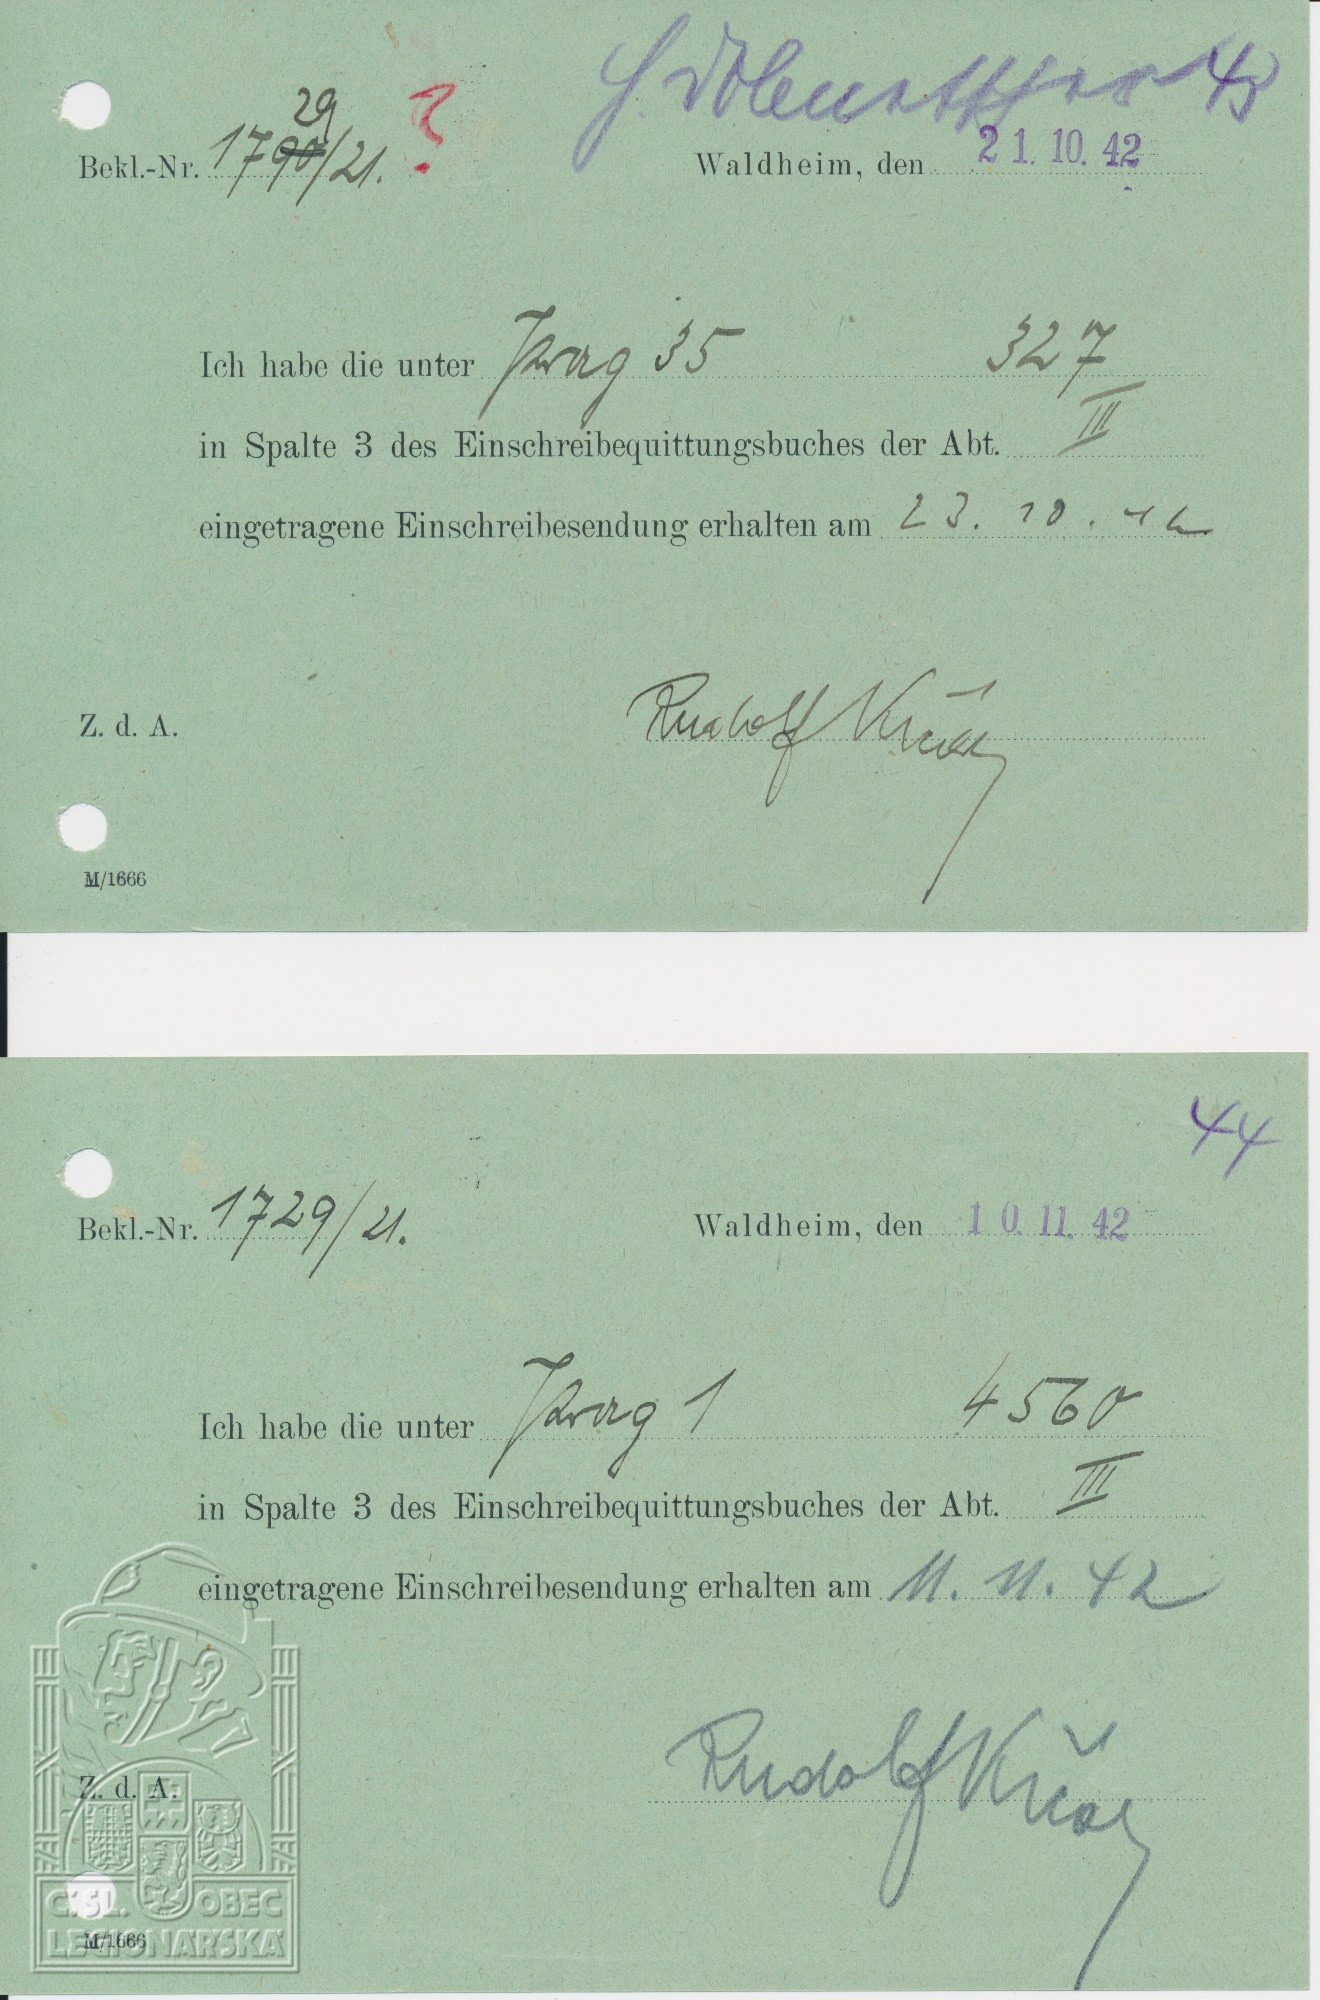 43
29
Bekl.-Nr. 1790/21. ?
Waldheim, den 21. 10. 42
Ich habe die unter Prag 35 327
in Spalte 3 des Einschreibequittungsbuches der Abt. III
eingetragene Einschreibesendung erhalten am 23. 10. 42
Rudolf
Z. d. A.
M/1666
44
Bekl.-Nr. 1729/21.
Waldheim, den 10. 11. 42
Ich habe die unter Prag 1 4560
in Spalte 3 des Einschreibequittungsbuches der Abt. III
eingetragene Einschreibesendung erhalten am 11. 11. 42
Rudolf
Z. d. A.
ČSL. OBEC
LEGIONÁŘSKÁ
M/1666